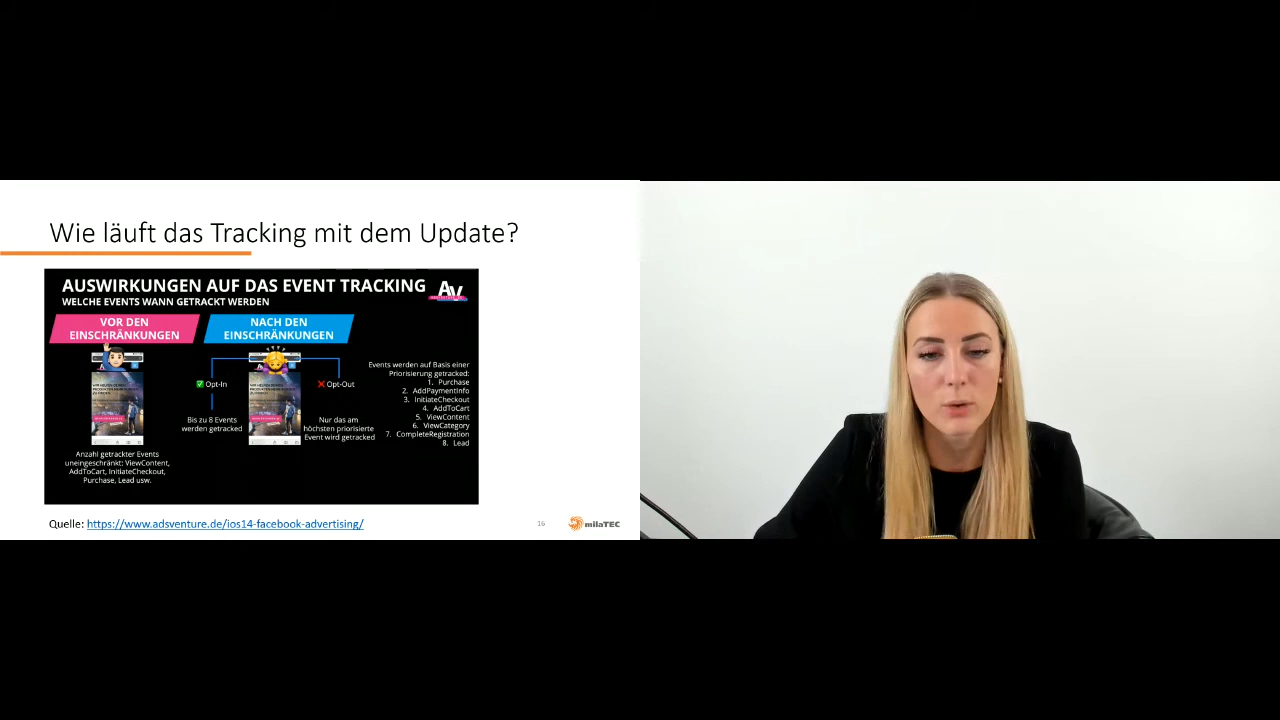 Wie läuft das Tracking mit dem Update?
AUSWIRKUNGEN AUF DAS EVENT TRACKING
WELCHE EVENTS WANN GETRACKT WERDEN
AV
VOR DEN
EINSCHRÄNKUNGEN
NACH DEN
EINSCHRÄNKUNGEN
Anzahl getrackter Events
uneingeschränkt: ViewContent,
AddToCart, InitiateCheckout,
Purchase, Lead usw.
Opt-In
Bis zu 8 Events
werden getracked
Opt-Out
Nur das am
höchsten priorisierte
Event wird getracked
Events werden auf Basis einer
Priorisierung getracked:
1. Purchase
2. AddPaymentInfo
3. InitiateCheckout
4. AddToCart
5. ViewContent
6. ViewCategory
7. CompleteRegistration
8. Lead
Quelle: https://www.adsventure.de/ios14-facebook-advertising/
16
milaTEC